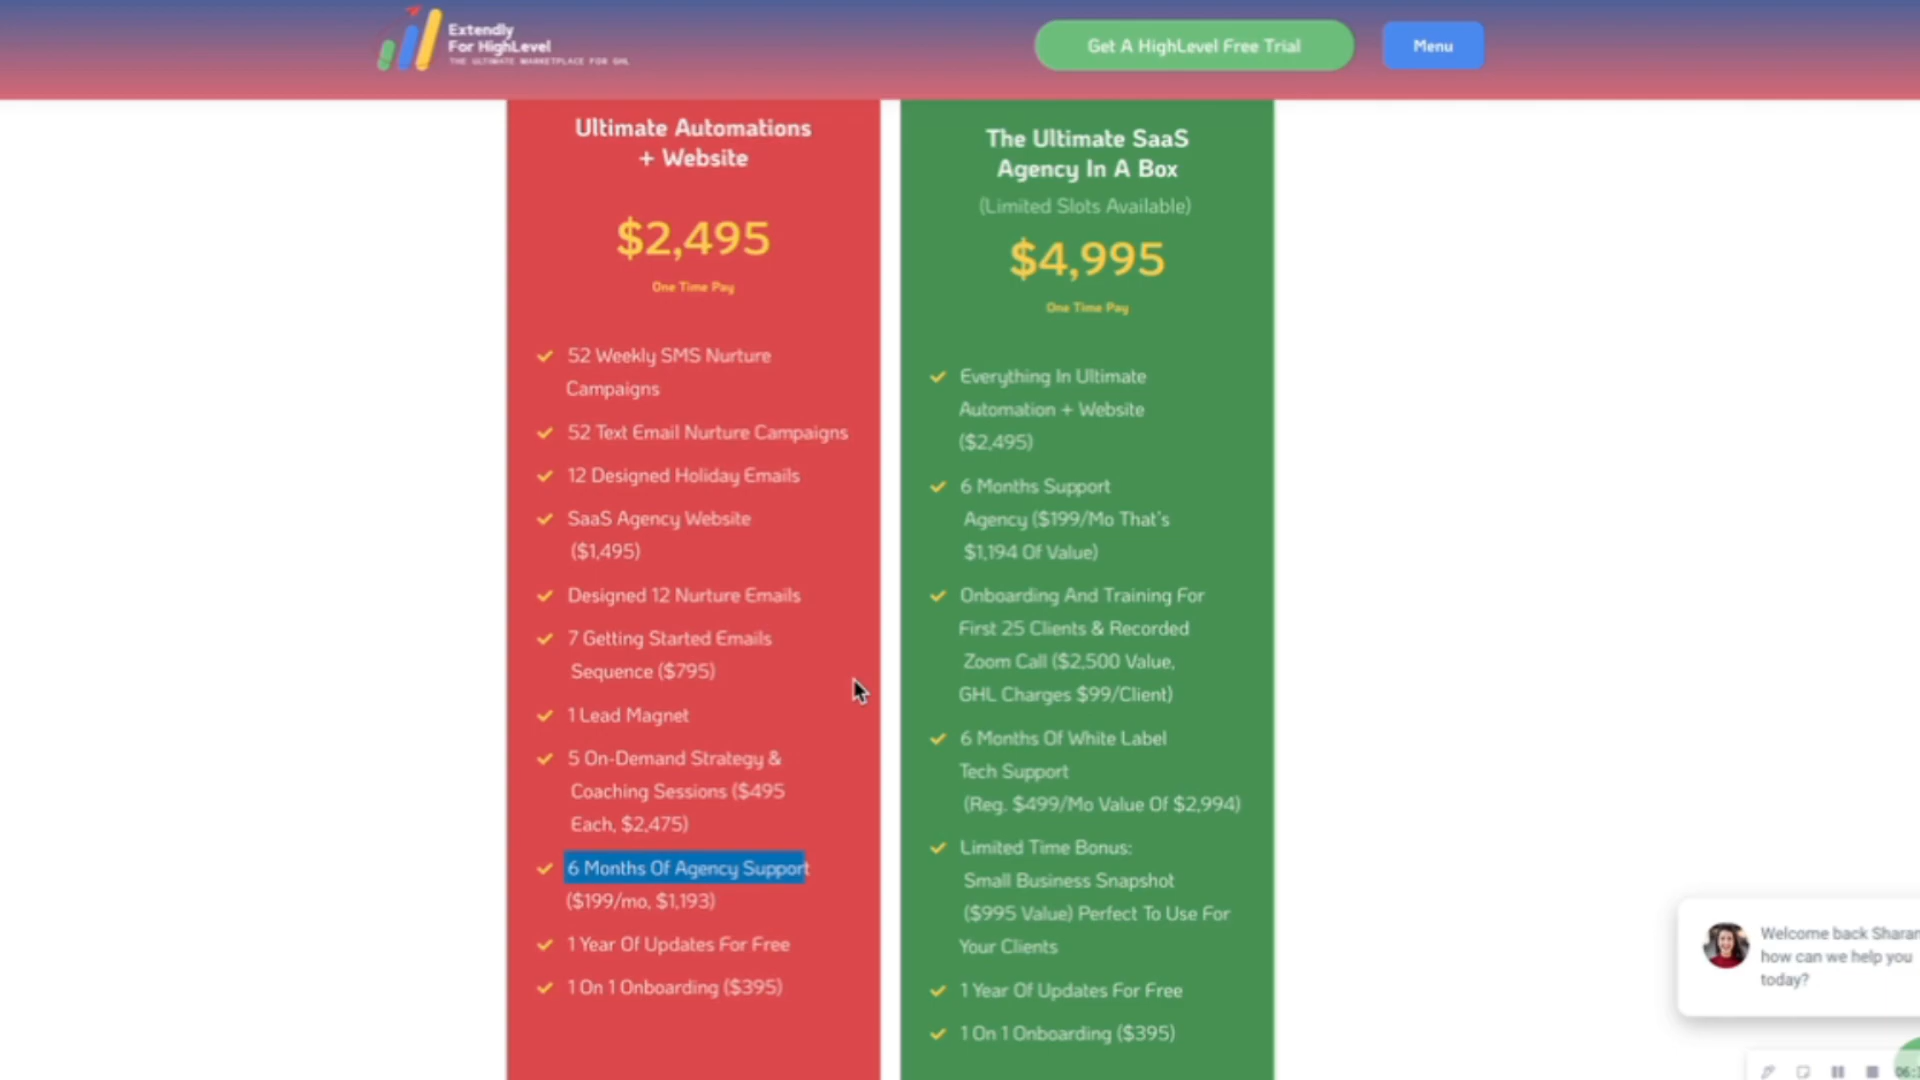 Extendly
For HighLevel
THE ULTIMATE MARKETPLACE FOR GHL
Get A HighLevel Free Trial
Menu
Ultimate Automations
+ Website
$2,495
One Time Pay
52 Weekly SMS Nurture
Campaigns
52 Text Email Nurture Campaigns
12 Designed Holiday Emails
SaaS Agency Website
($1,495)
Designed 12 Nurture Emails
7 Getting Started Emails
Sequence ($795)
1 Lead Magnet
5 On-Demand Strategy &
Coaching Sessions ($495
Each, $2,475)
6 Months Of Agency Support
($199/mo, $1,193)
1 Year Of Updates For Free
1 On 1 Onboarding ($395)
The Ultimate SaaS
Agency In A Box
(Limited Slots Available)
$4,995
One Time Pay
Everything In Ultimate
Automation + Website
($2,495)
6 Months Support
Agency ($199/Mo That's
$1,194 Of Value)
Onboarding And Training For
First 25 Clients & Recorded
Zoom Call ($2,500 Value,
GHL Charges $99/Client)
6 Months Of White Label
Tech Support
(Reg. $499/Mo Value Of $2,994)
Limited Time Bonus:
Small Business Snapshot
($995 Value) Perfect To Use For
Your Clients
1 Year Of Updates For Free
1 On 1 Onboarding ($395)
Welcome back
how can we help you
today?